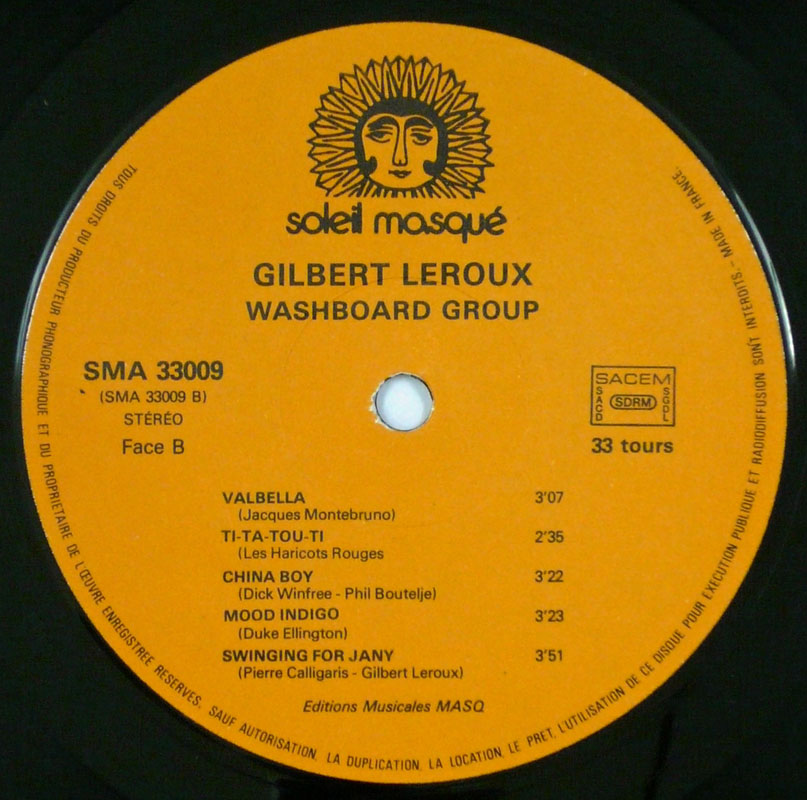 soleil masqué
GILBERT LEROUX
WASHBOARD GROUP
SMA 33009
(SMA 33009 B)
STÉRÉO
Face B
SACEM
SACD
SDRM
SGDL
33 tours
VALBELLA 3'07
(Jacques Montebruno)
TI-TA-TOU-TI 2'35
(Les Haricots Rouges
CHINA BOY 3'22
(Dick Winfree - Phil Boutelje)
MOOD INDIGO 3'23
(Duke Ellington)
SWINGING FOR JANY 3'51
(Pierre Calligaris - Gilbert Leroux)
Editions Musicales MASQ
TOUS DROITS DU PRODUCTEUR PHONOGRAPHIQUE ET DU PROPRIETAIRE DE L'ŒUVRE ENREGISTREE RESERVES, SAUF AUTORISATION, LA DUPLICATION, LA LOCATION, LE PRET, L'UTILISATION DE CE DISQUE POUR EXECUTION PUBLIQUE ET RADIODIFFUSION SONT INTERDITS. - MADE IN FRANCE.